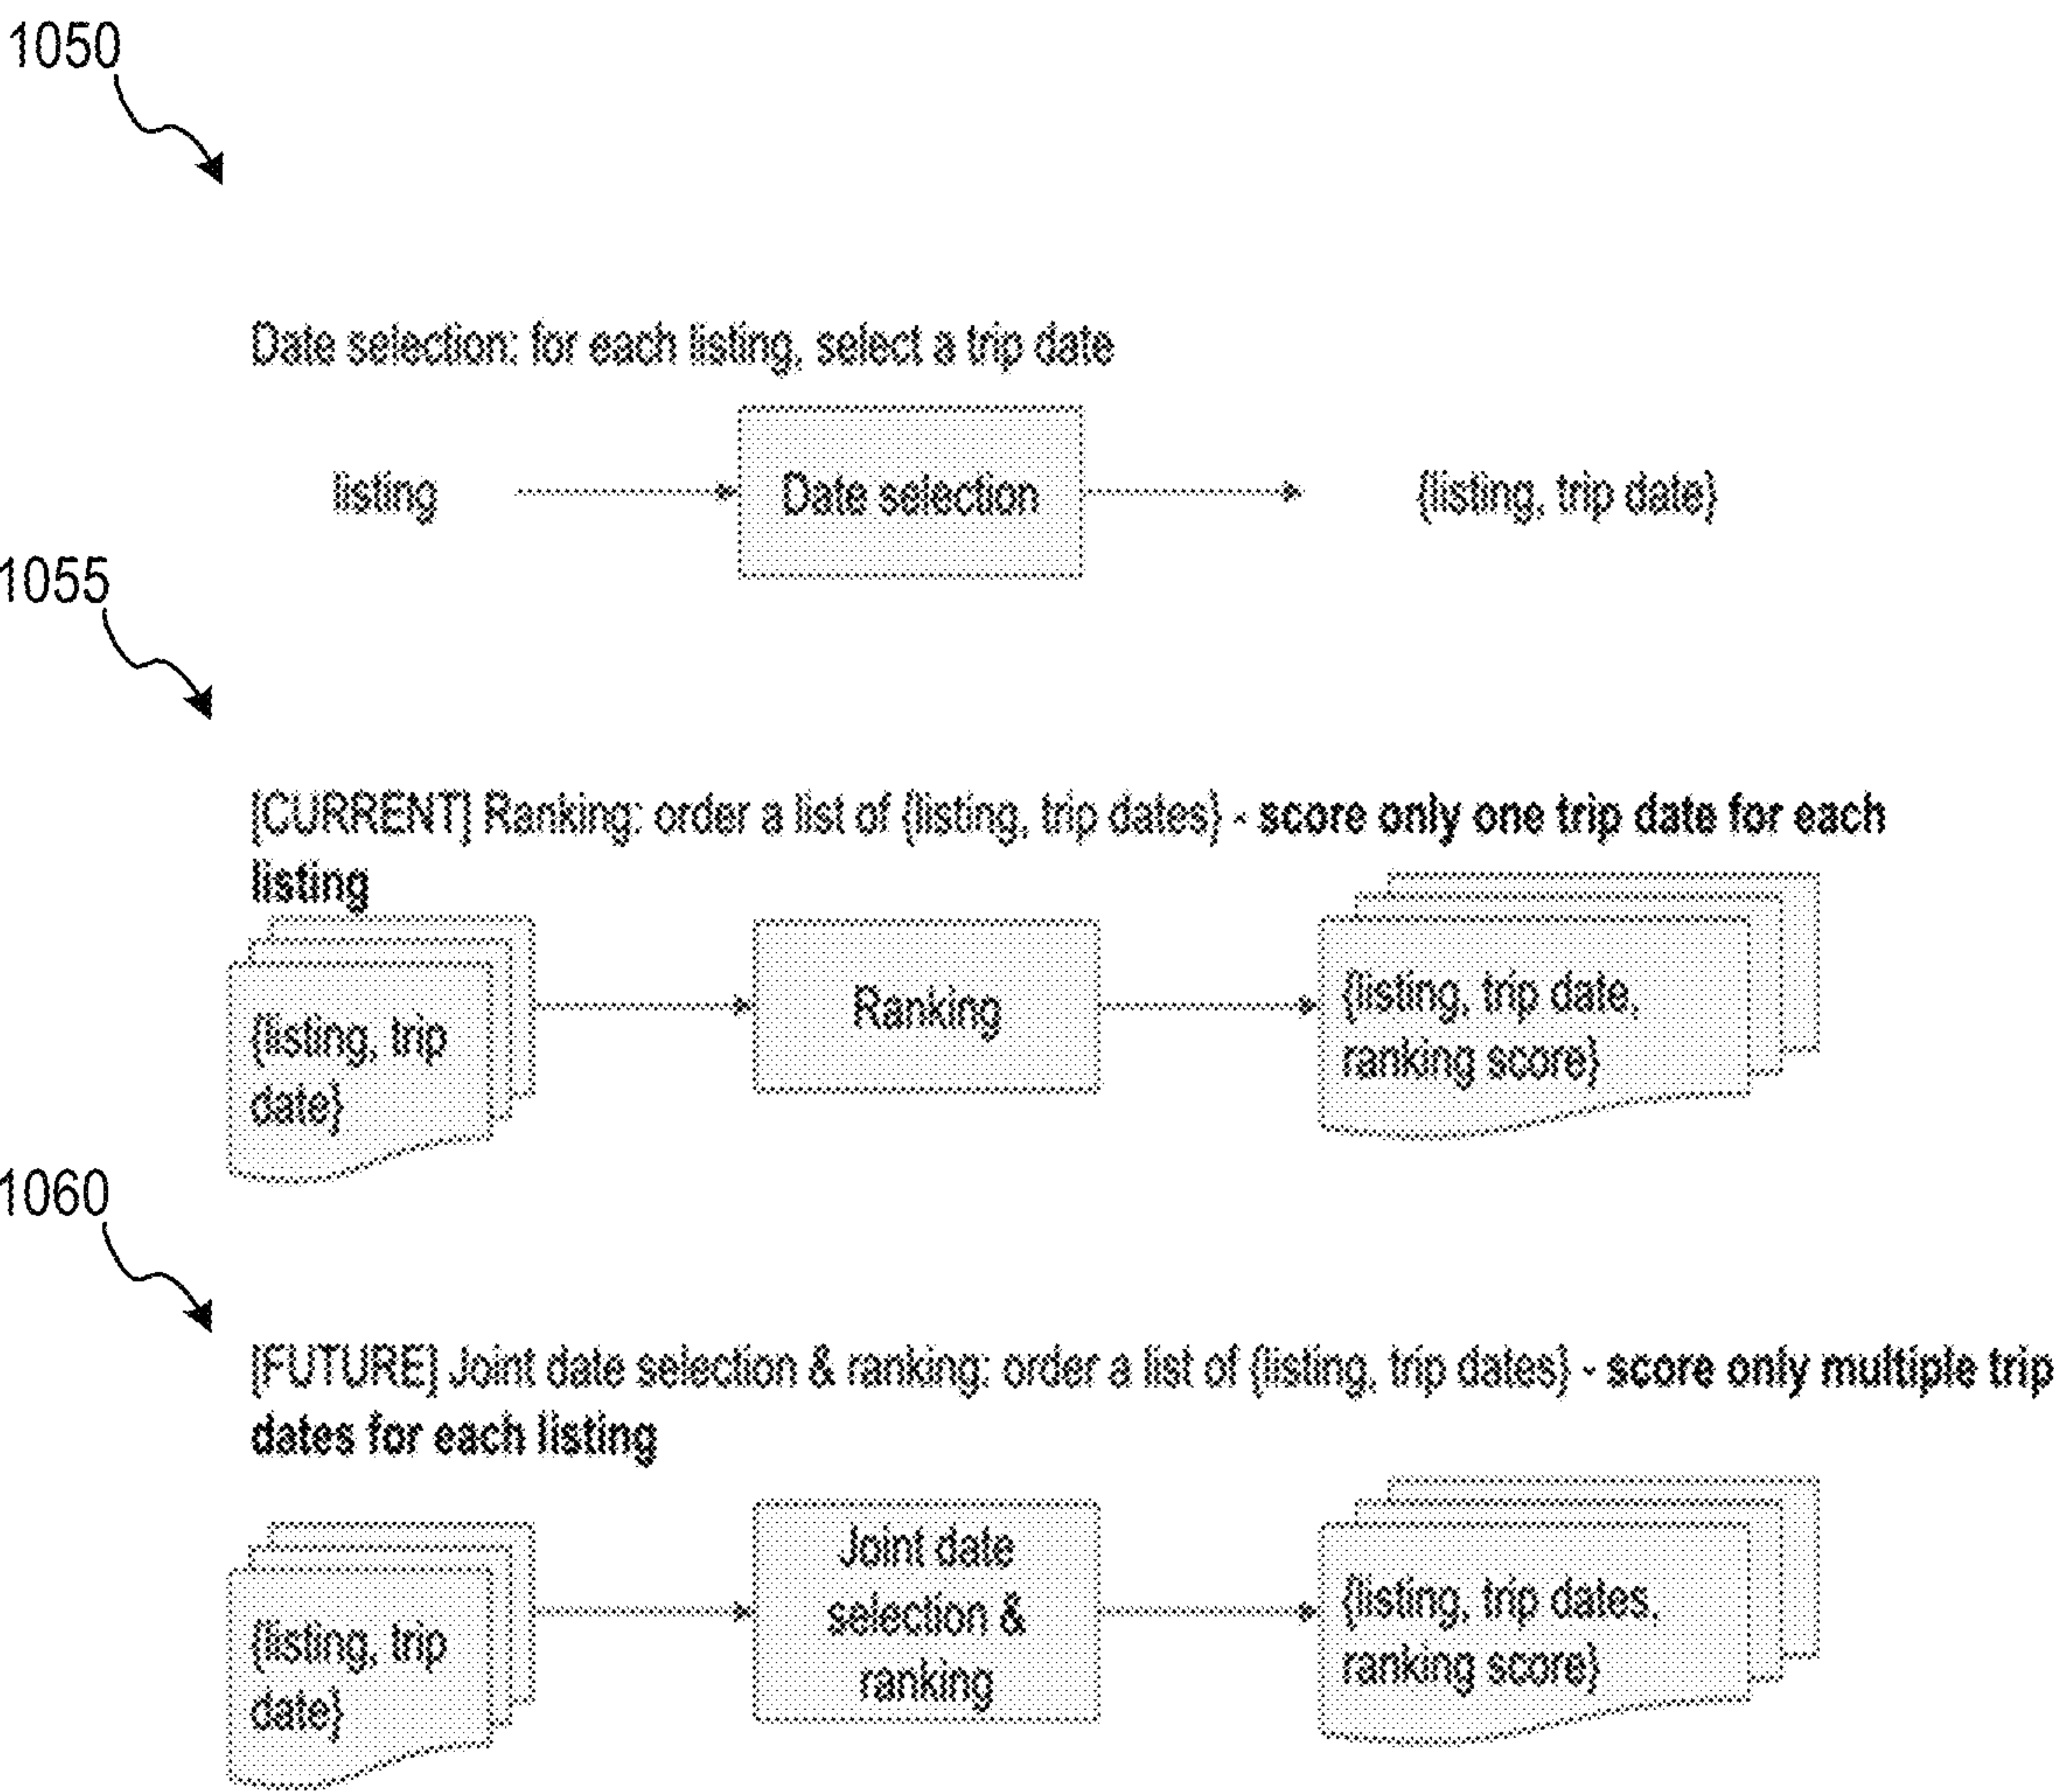 1050
Date selection: for each listing, select a trip date
listing
Date selection
{listing, trip date}
1055
[CURRENT] Ranking: order a list of {listing, trip dates} - score only one trip date for each
listing
{listing, trip
date}
Ranking
{listing, trip date,
ranking score}
1060
[FUTURE] Joint date selection & ranking: order a list of {listing, trip dates} - score only multiple trip
dates for each listing
{listing, trip
date}
Joint date
selection &
ranking
{listing, trip dates,
ranking score}